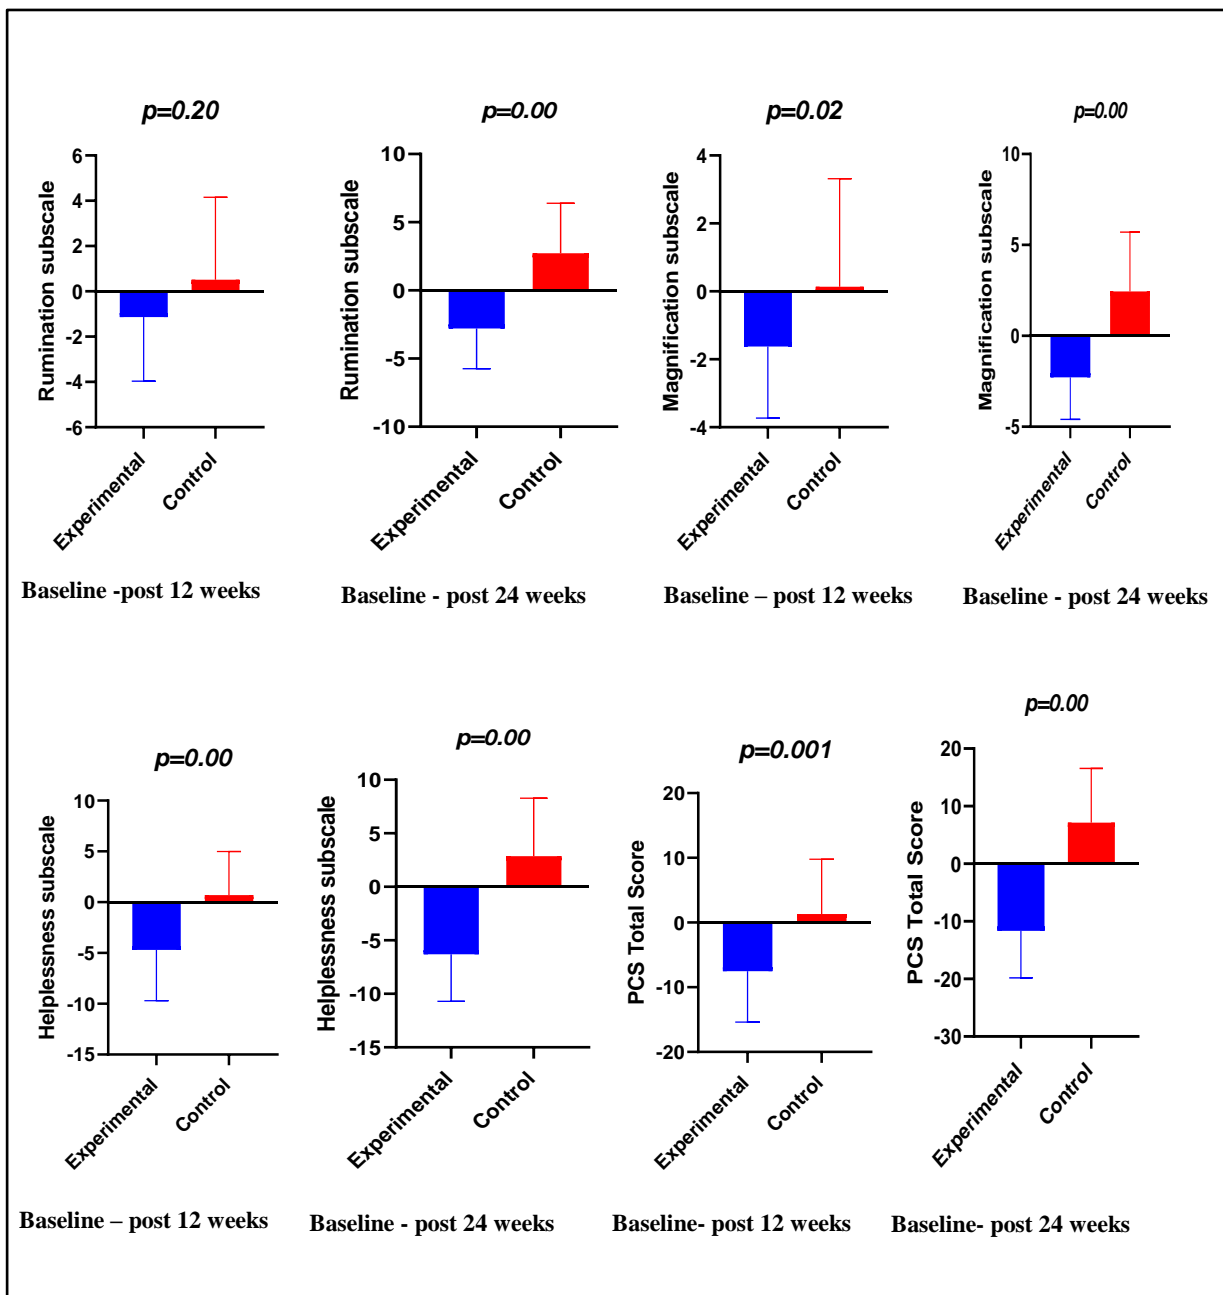 p=0.20
6
4
2
0
-2
-4
-6
Rumination subscale
Experimental
Control
Baseline -post 12 weeks
p=0.00
10
5
0
-5
-10
Rumination subscale
Experimental
Control
Baseline - post 24 weeks
p=0.02
4
2
0
-2
-4
Magnification subscale
Experimental
Control
Baseline – post 12 weeks
p=0.00
10
5
0
-5
Magnification subscale
Experimental
Control
Baseline - post 24 weeks
p=0.00
10
5
0
-5
-10
-15
Helplessness subscale
Experimental
Control
Baseline – post 12 weeks
p=0.00
10
5
0
-5
-10
-15
Helplessness subscale
Experimental
Control
Baseline - post 24 weeks
p=0.001
20
10
0
-10
-20
PCS Total Score
Experimental
Control
Baseline- post 12 weeks
p=0.00
20
10
0
-10
-20
-30
PCS Total Score
Experimental
Control
Baseline- post 24 weeks